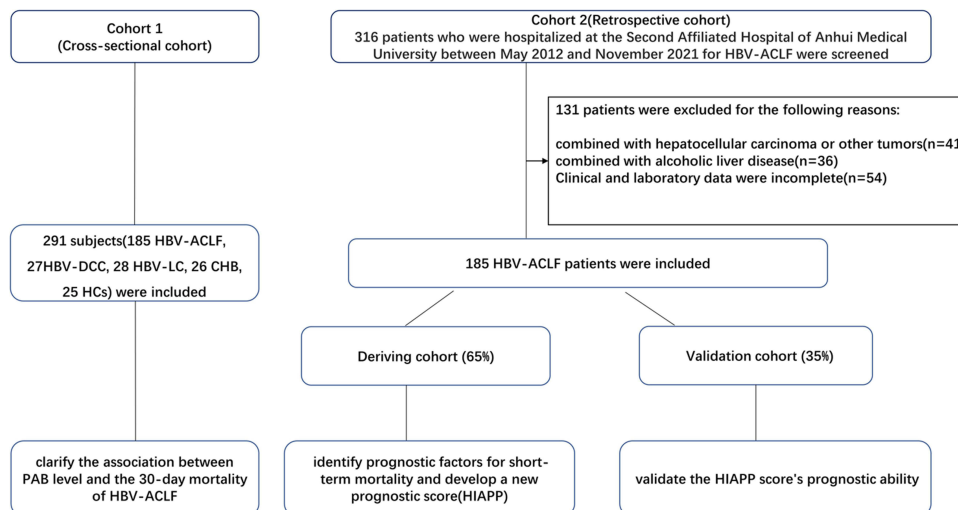 Cohort 1
(Cross-sectional cohort)
Cohort 2(Retrospective cohort)
316 patients who were hospitalized at the Second Affiliated Hospital of Anhui Medical
University between May 2012 and November 2021 for HBV-ACLF were screened
131 patients were excluded for the following reasons:
combined with hepatocellular carcinoma or other tumors(n=41
combined with alcoholic liver disease(n=36)
Clinical and laboratory data were incomplete(n=54)
291 subjects(185 HBV-ACLF,
27HBV-DCC, 28 HBV-LC, 26 CHB,
25 HCs) were included
185 HBV-ACLF patients were included
Deriving cohort (65%)
Validation cohort (35%)
clarify the association between
PAB level and the 30-day mortality
of HBV-ACLF
identify prognostic factors for short-
term mortality and develop a new
prognostic score(HIAPP)
validate the HIAPP score's prognostic ability